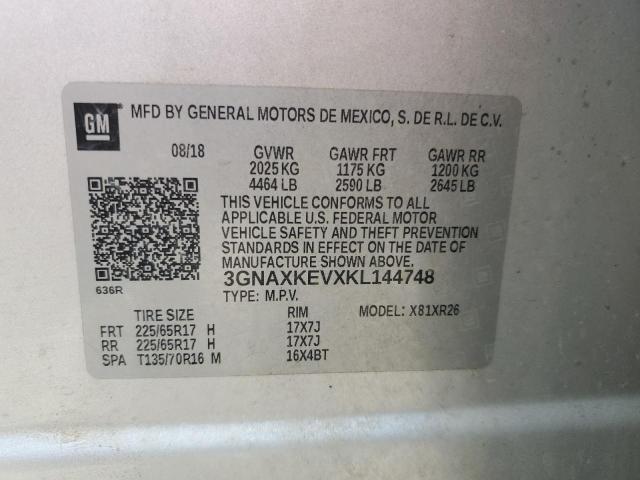 GM MFD BY GENERAL MOTORS DE MEXICO, S. DE R.L. DE C.V.
08/18 GVWR GAWR FRT GAWR RR
2025 KG 1175 KG 1200 KG
4464 LB 2590 LB 2645 LB
THIS VEHICLE CONFORMS TO ALL
APPLICABLE U.S. FEDERAL MOTOR
VEHICLE SAFETY AND THEFT PREVENTION
STANDARDS IN EFFECT ON THE DATE OF
MANUFACTURE SHOWN ABOVE.
3GNAXKEVXKL144748
636R TYPE: M.P.V.
TIRE SIZE RIM MODEL: X81XR26
FRT 225/65R17 H 17X7J
RR 225/65R17 H 17X7J
SPA T135/70R16 M 16X4BT